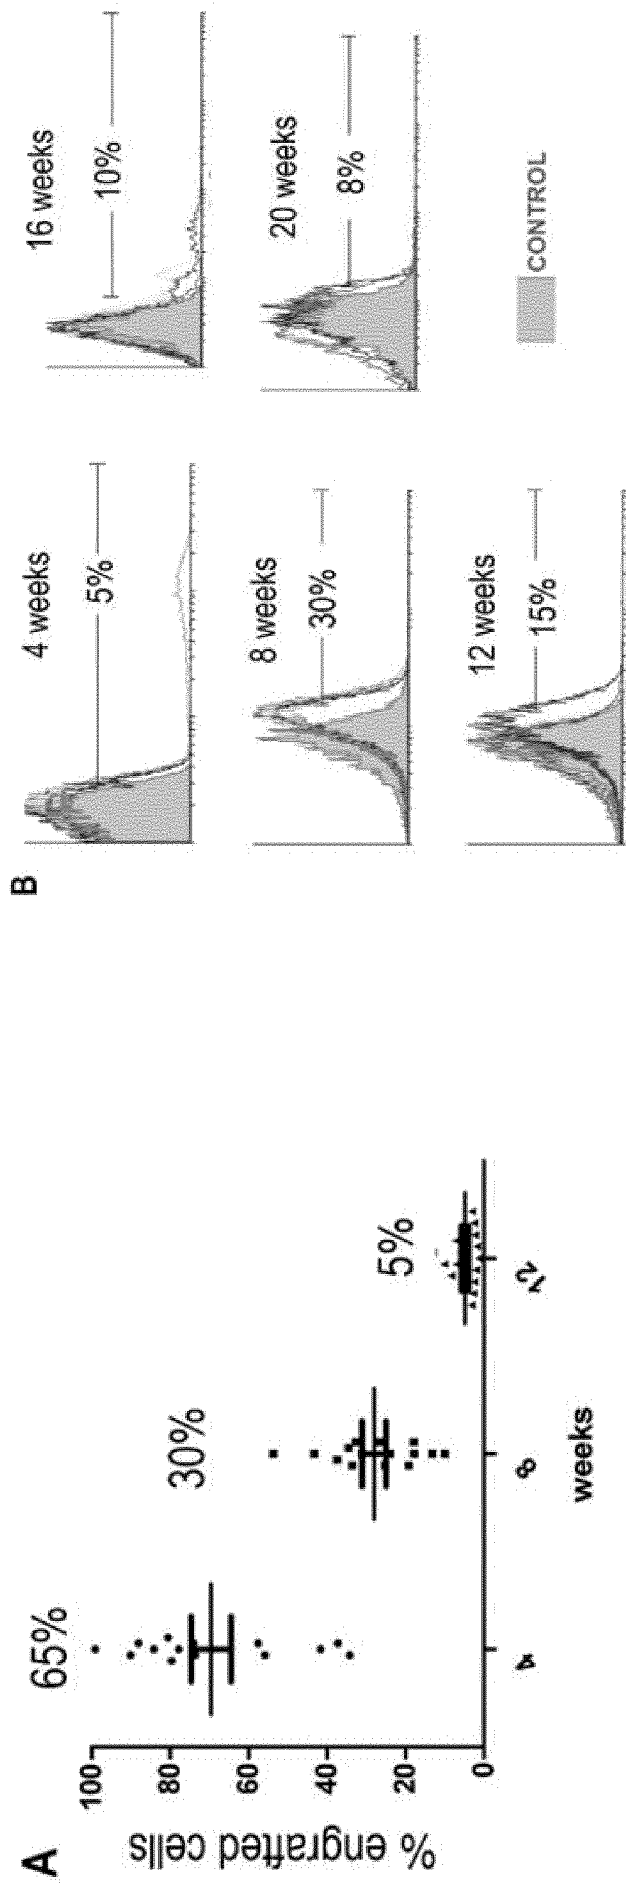 A
% engrafted cells
100
80
60
40
20
0
65%
30%
5%
4
8
12
weeks
B
4 weeks
5%
8 weeks
30%
12 weeks
15%
16 weeks
10%
20 weeks
8%
CONTROL